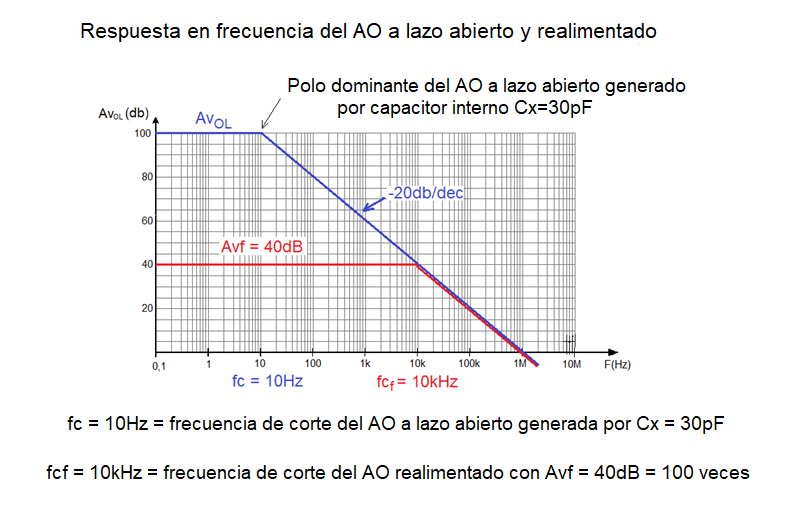 Respuesta en frecuencia del AO a lazo abierto y realimentado
Polo dominante del AO a lazo abierto generado
por capacitor interno Cx=30pF
AvOL (db)
AvOL
100
-20db/dec
80
60
Avf = 40dB
40
20
0,1
1
10
100
1k
10k
100k
1M
10M
F(Hz)
fc = 10Hz
fcf = 10kHz
fc = 10Hz = frecuencia de corte del AO a lazo abierto generada por Cx = 30pF
fcf = 10kHz = frecuencia de corte del AO realimentado con Avf = 40dB = 100 veces